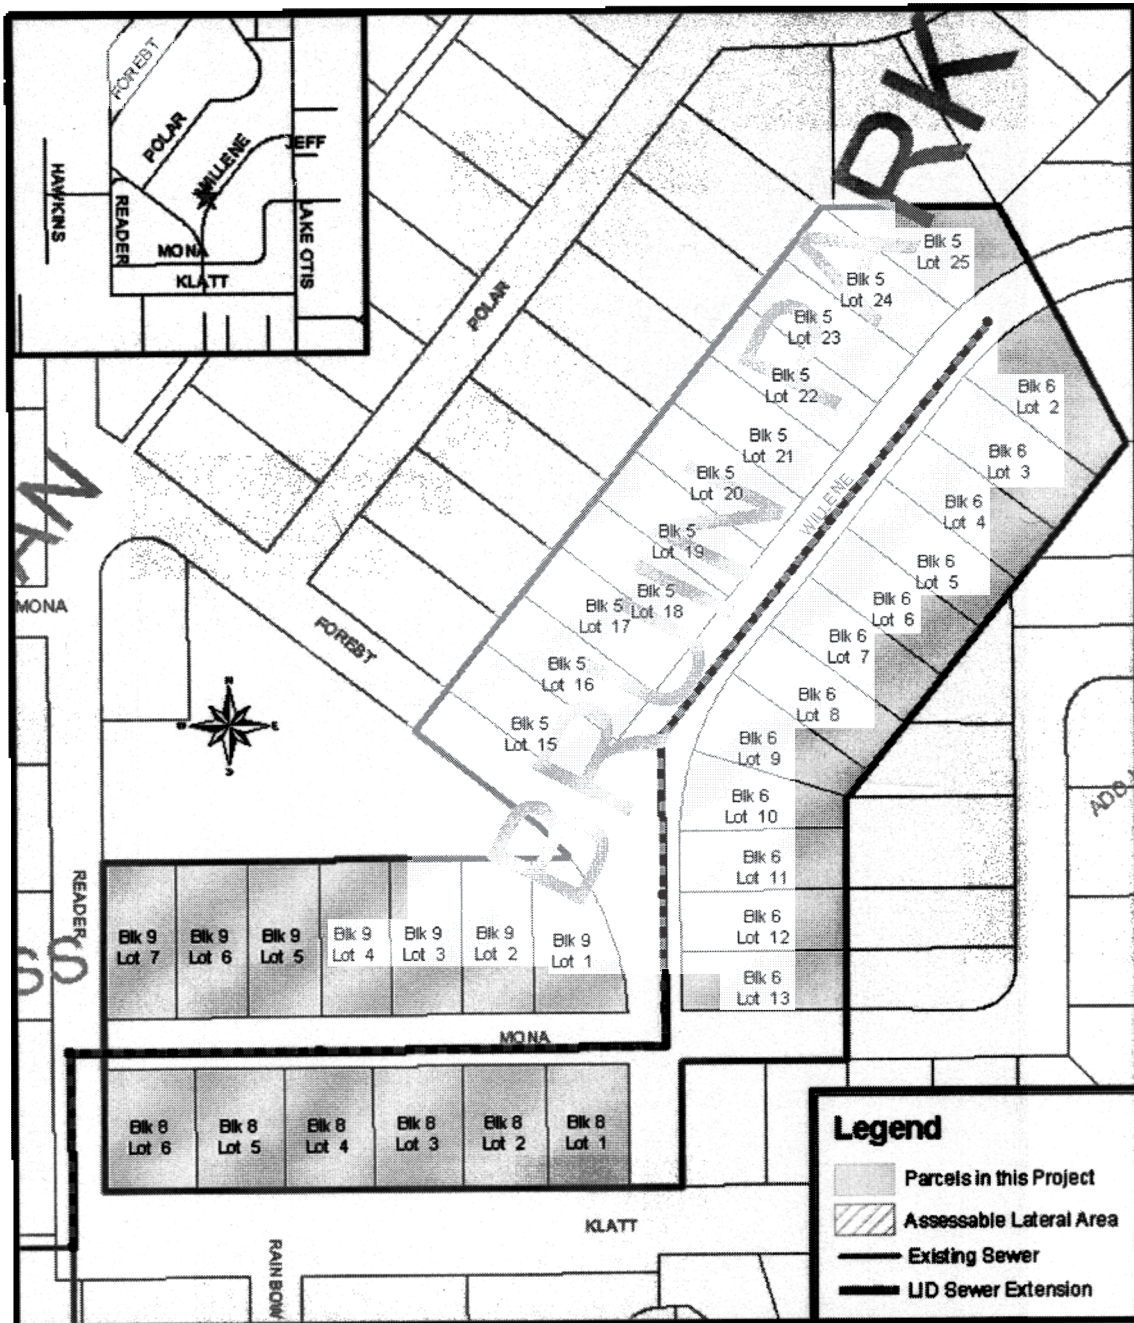 FOREST
POLAR
WILLENE
JEFF
HAWKINS
READER
MONA
LAKE OTIS
KLATT
POLAR
Blk 5
Lot 25
Blk 5
Lot 24
Blk 5
Lot 23
Blk 5
Lot 22
Blk 5
Lot 21
Blk 5
Lot 20
Blk 5
Lot 19
Blk 5
Lot 18
Blk 5
Lot 17
Blk 5
Lot 16
Blk 5
Lot 15
WILLENE
Blk 6
Lot 2
Blk 6
Lot 3
Blk 6
Lot 4
Blk 6
Lot 5
Blk 6
Lot 6
Blk 6
Lot 7
Blk 6
Lot 8
Blk 6
Lot 9
Blk 6
Lot 10
Blk 6
Lot 11
Blk 6
Lot 12
Blk 6
Lot 13
MONA
FOREST
N
E
S
W
READER
SS
Blk 9
Lot 7
Blk 9
Lot 6
Blk 9
Lot 5
Blk 9
Lot 4
Blk 9
Lot 3
Blk 9
Lot 2
Blk 9
Lot 1
MONA
Blk 8
Lot 6
Blk 8
Lot 5
Blk 8
Lot 4
Blk 8
Lot 3
Blk 8
Lot 2
Blk 8
Lot 1
KLATT
RAINBOW
Legend
Parcels in this Project
Assessable Lateral Area
Existing Sewer
LID Sewer Extension